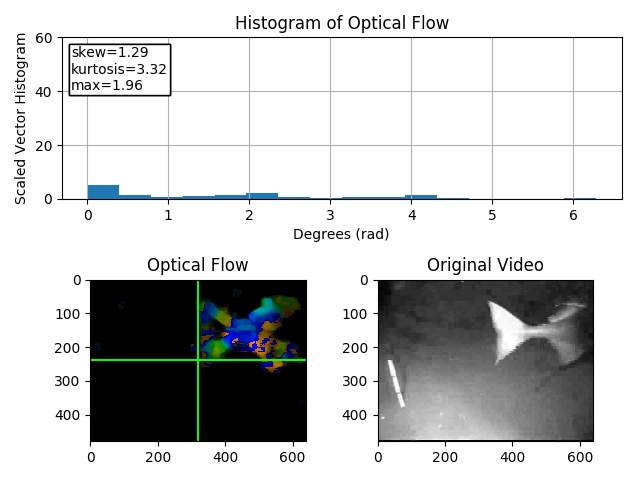 Histogram of Optical Flow
Scaled Vector Histogram
60
40
20
0
skew=1.29
kurtosis=3.32
max=1.96
0 1 2 3 4 5 6
Degrees (rad)
Optical Flow
0
100
200
300
400
0 200 400 600
Original Video
0
100
200
300
400
0 200 400 600